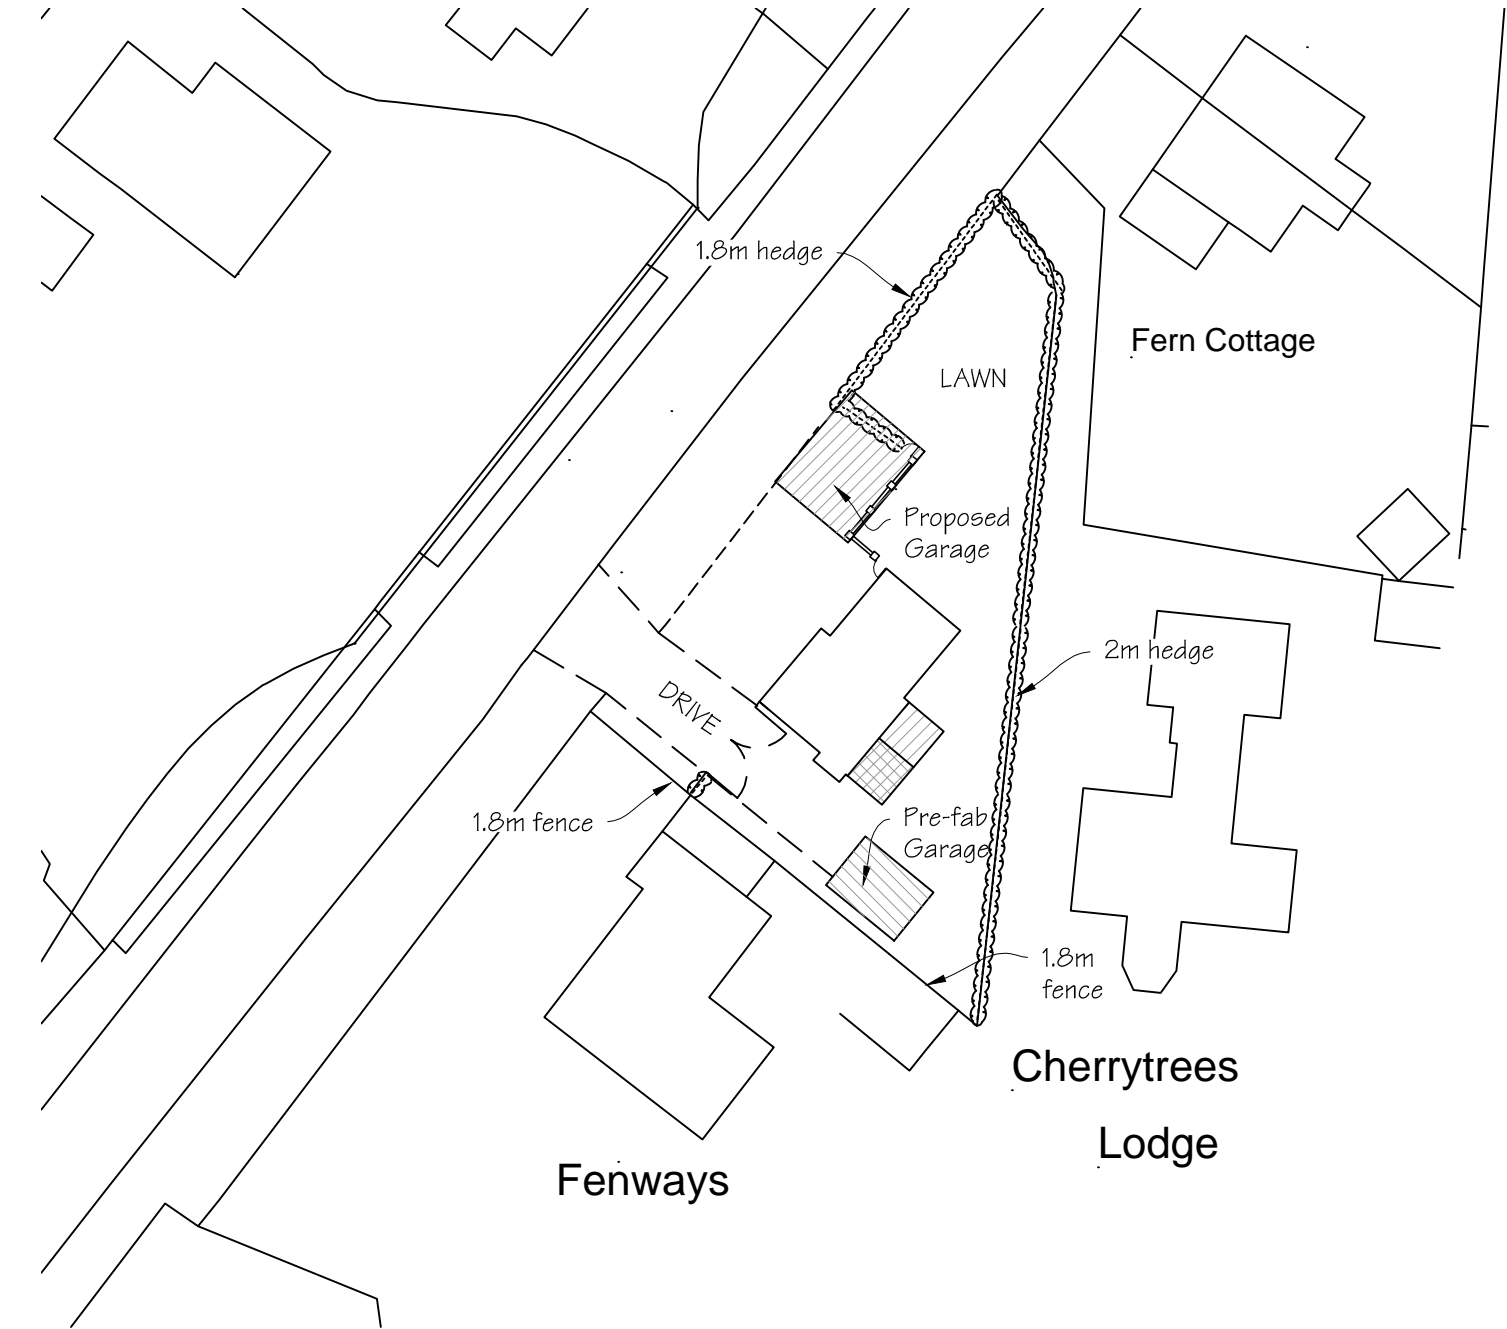 1.8m hedge
Fern Cottage
LAWN
Proposed
Garage
2m hedge
DRIVE
1.8m fence
Pre-fab
Garage
1.8m
fence
Cherrytrees
Lodge
Fenways